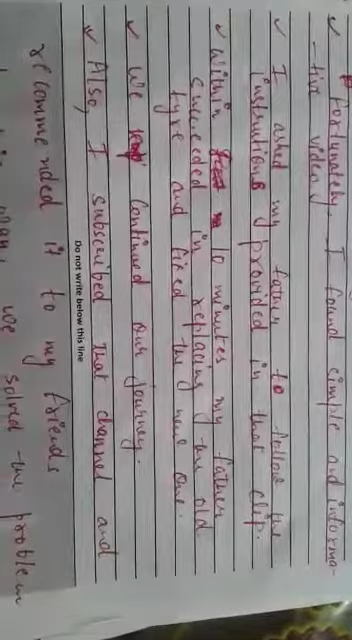 ✓ Fortunately, I found simple and informa-
-tive video
✓ I asked my father to follow the
instrutions provided in that clip.
✓ Within 10 minutes my father
succeeded in replacing the old
tyre and fixed the new one.
✓ We continued our journey.
✓ Also, I subscribed that channel and
Do not write below this line
recommended it to my friends
we solved the problem